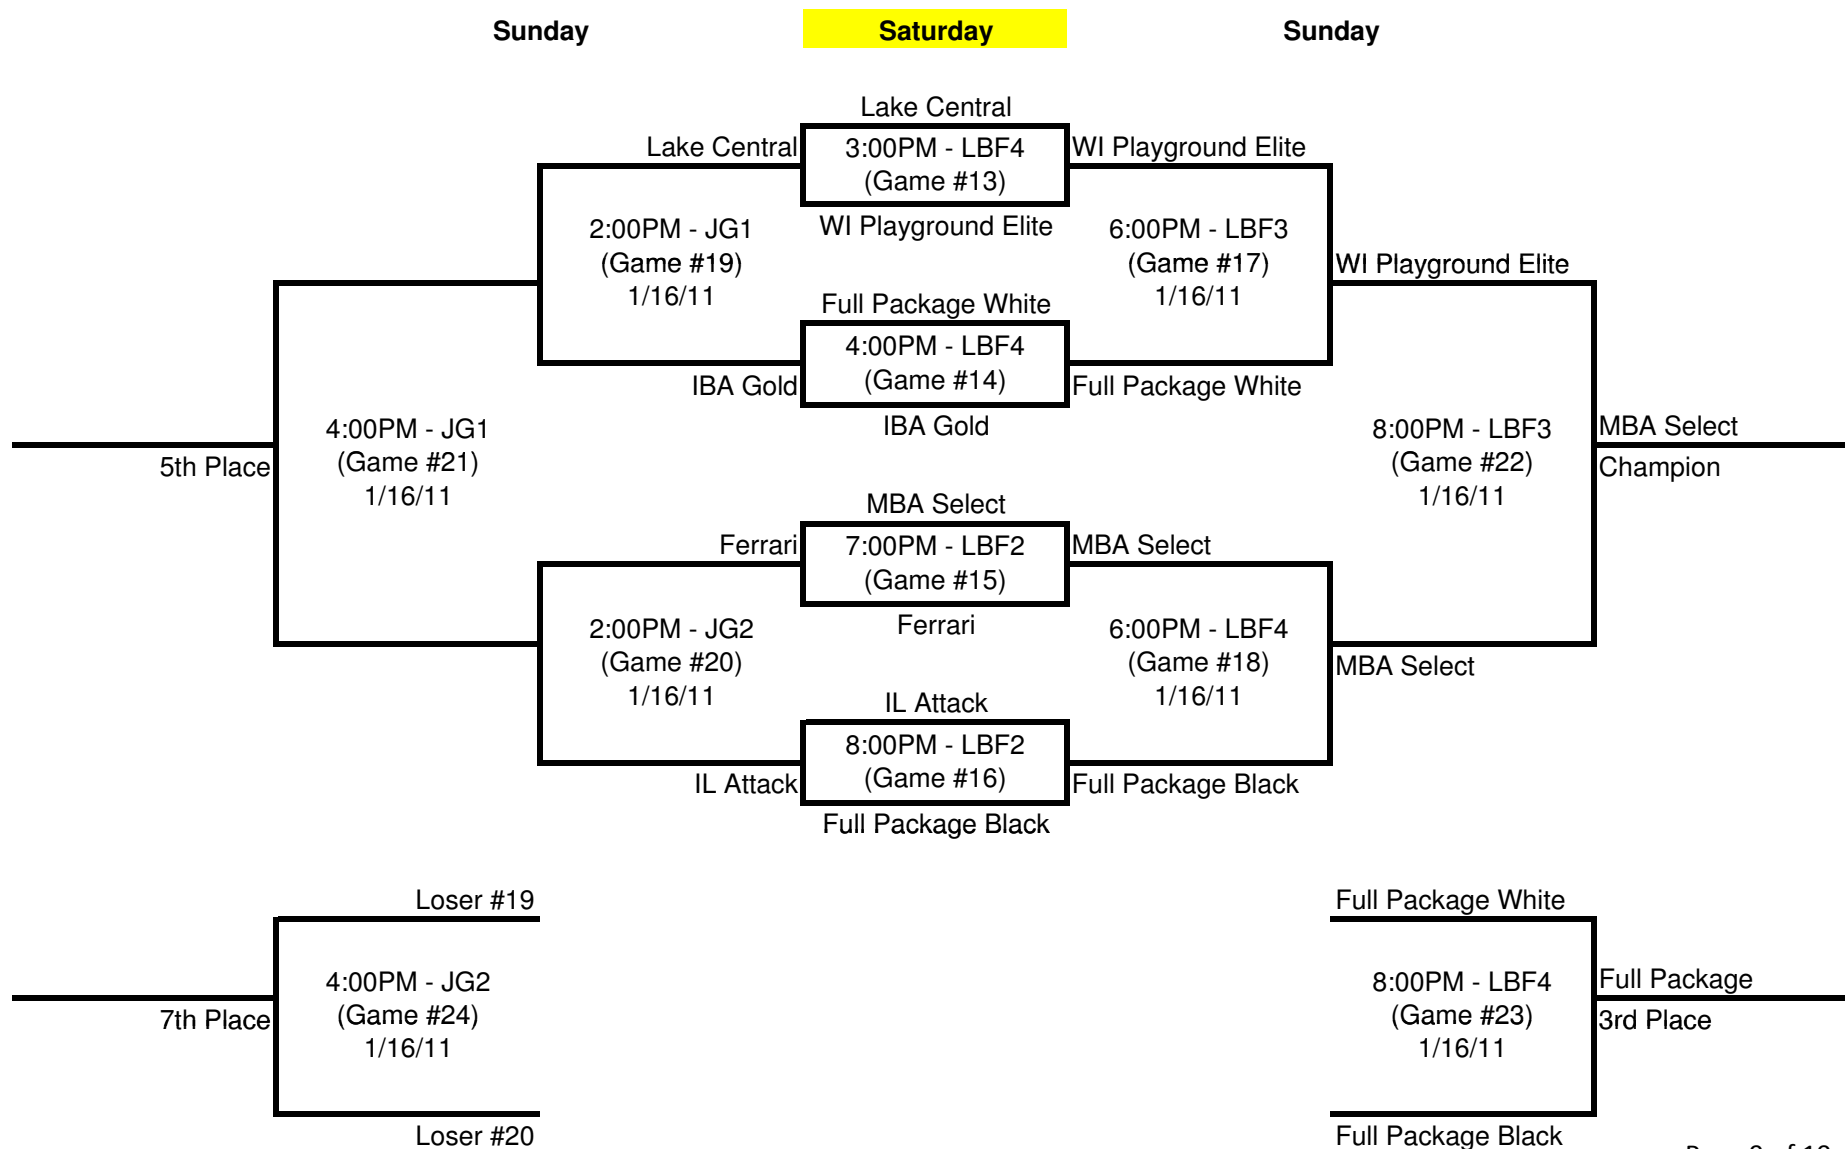 Sunday Saturday Sunday
Lake Central
Lake Central 3:00PM - LBF4 WI Playground Elite
(Game #13)
WI Playground Elite
2:00PM - JG1 6:00PM - LBF3
(Game #19) (Game #17) WI Playground Elite
1/16/11 1/16/11
Full Package White
4:00PM - LBF4
IBA Gold (Game #14) Full Package White
IBA Gold
4:00PM - JG1 8:00PM - LBF3 MBA Select
5th Place (Game #21) (Game #22) Champion
1/16/11 1/16/11
MBA Select
Ferrari 7:00PM - LBF2 MBA Select
(Game #15)
Ferrari
2:00PM - JG2 6:00PM - LBF4
(Game #20) (Game #18) MBA Select
1/16/11 1/16/11
IL Attack
8:00PM - LBF2
IL Attack (Game #16) Full Package Black
Full Package Black
Loser #19 Full Package White
4:00PM - JG2 8:00PM - LBF4 Full Package
7th Place (Game #24) (Game #23) 3rd Place
1/16/11 1/16/11
Loser #20 Full Package Black